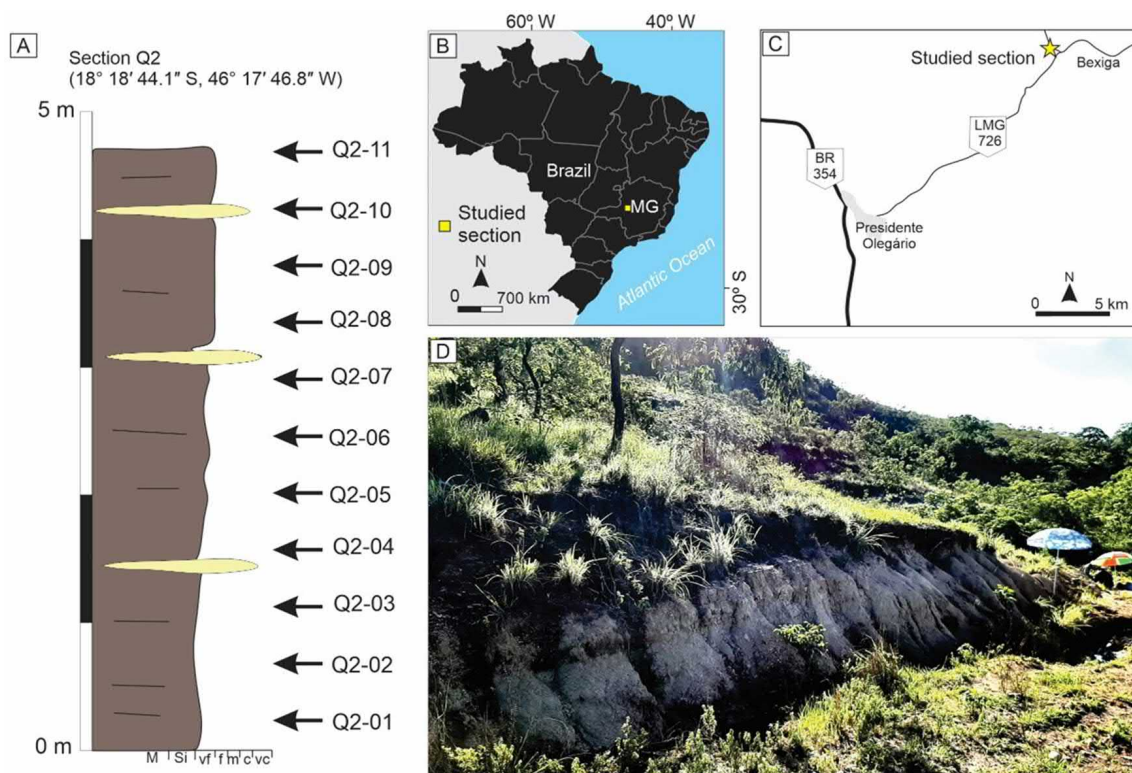 A
Section Q2
(18° 18′ 44.1″ S, 46° 17′ 46.8″ W)
5 m
Q2-11
Q2-10
Q2-09
Q2-08
Q2-07
Q2-06
Q2-05
Q2-04
Q2-03
Q2-02
Q2-01
0 m
M Si vf f m c vc
60° W 40° W
B
Brazil
MG
Studied
section
N
0 700 km
Atlantic Ocean
30° S
C
Studied section
Bexiga
LMG
726
BR
354
Presidente
Olegário
N
0 5 km
D